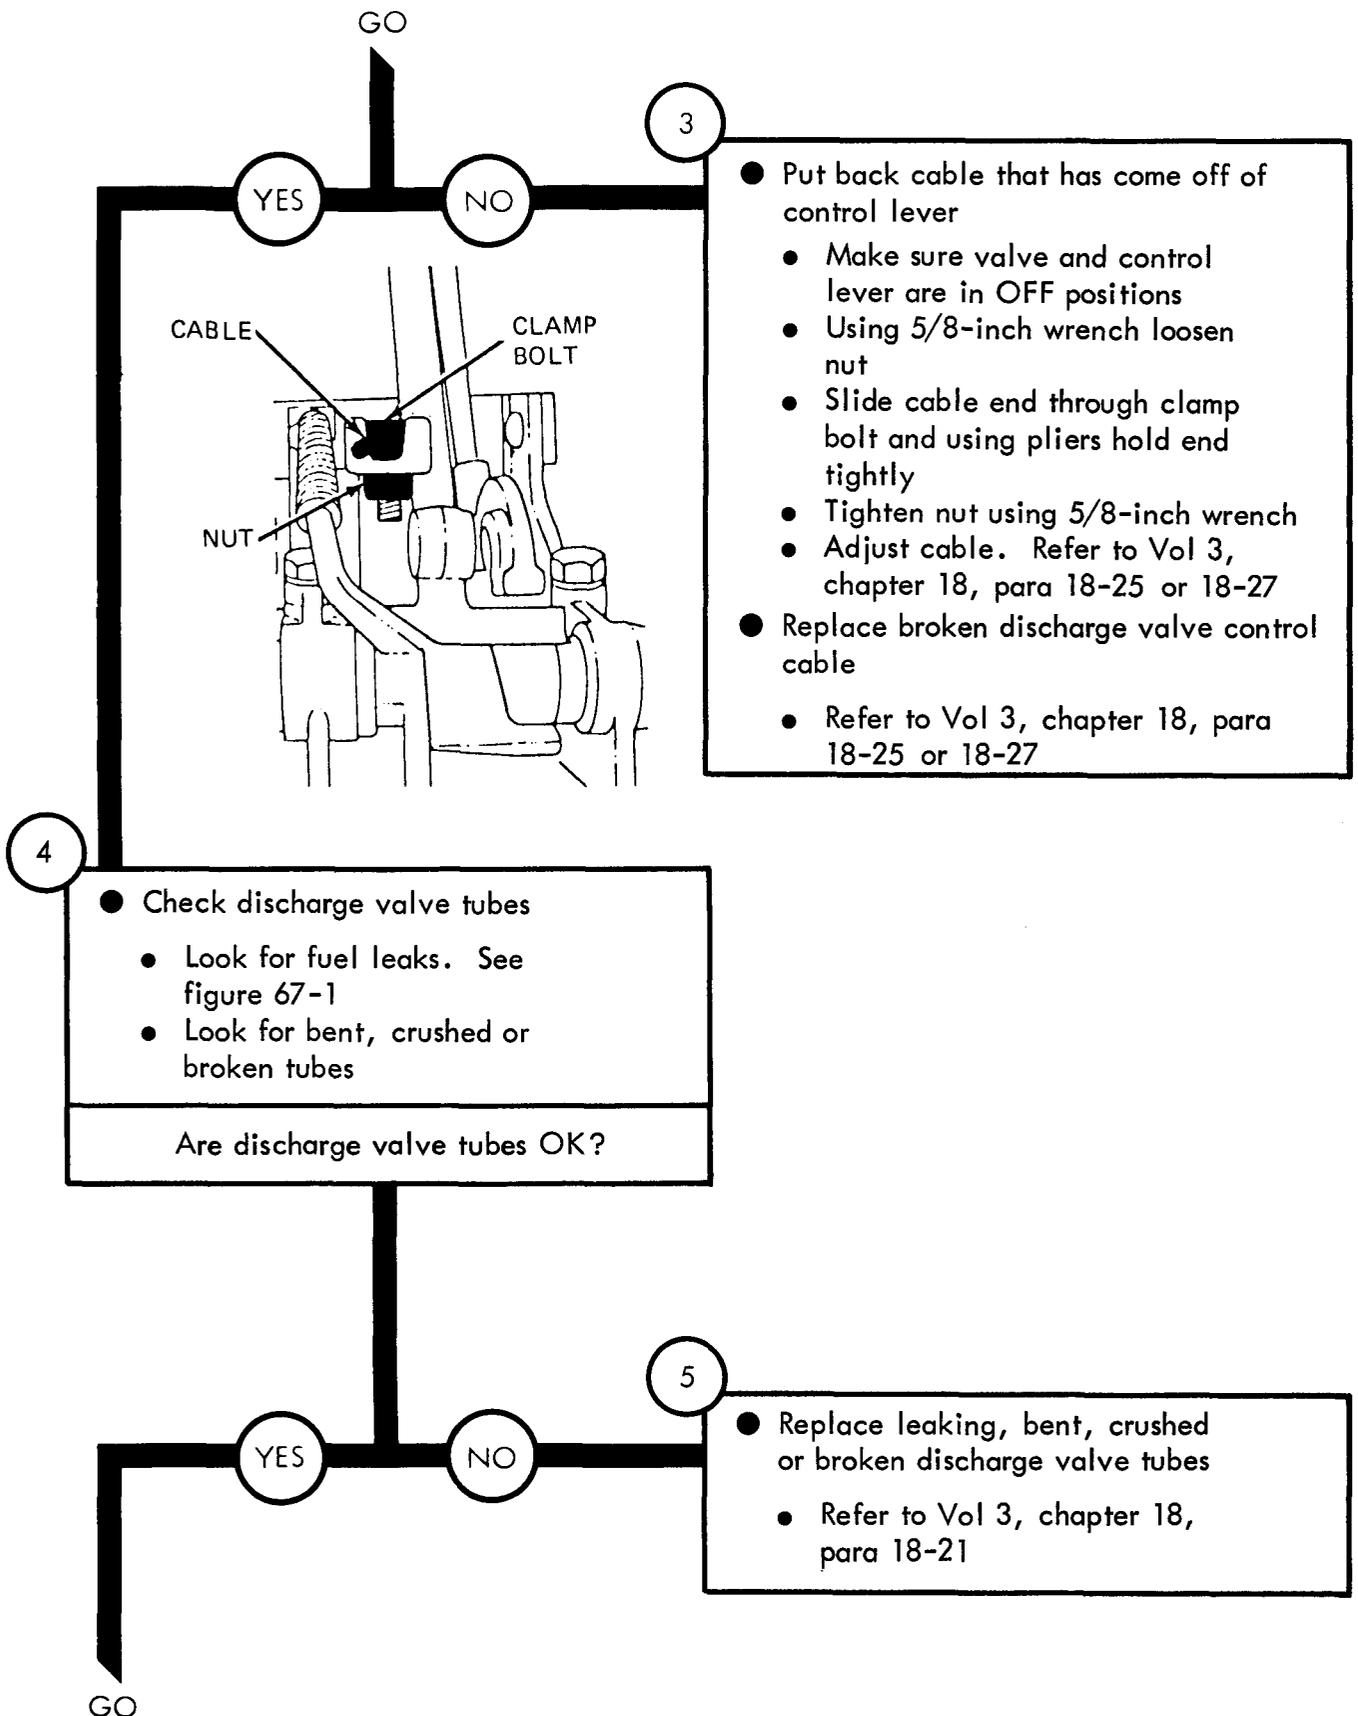 GO
YES
NO
3
● Put back cable that has come off of
control lever
● Make sure valve and control
lever are in OFF positions
● Using 5/8-inch wrench loosen
nut
● Slide cable end through clamp
bolt and using pliers hold end
tightly
● Tighten nut using 5/8-inch wrench
● Adjust cable. Refer to Vol 3,
chapter 18, para 18-25 or 18-27
● Replace broken discharge valve control
cable
● Refer to Vol 3, chapter 18, para
18-25 or 18-27
CABLE
CLAMP
BOLT
NUT
4
● Check discharge valve tubes
● Look for fuel leaks. See
figure 67-1
● Look for bent, crushed or
broken tubes
Are discharge valve tubes OK?
YES
NO
5
● Replace leaking, bent, crushed
or broken discharge valve tubes
● Refer to Vol 3, chapter 18,
para 18-21
GO